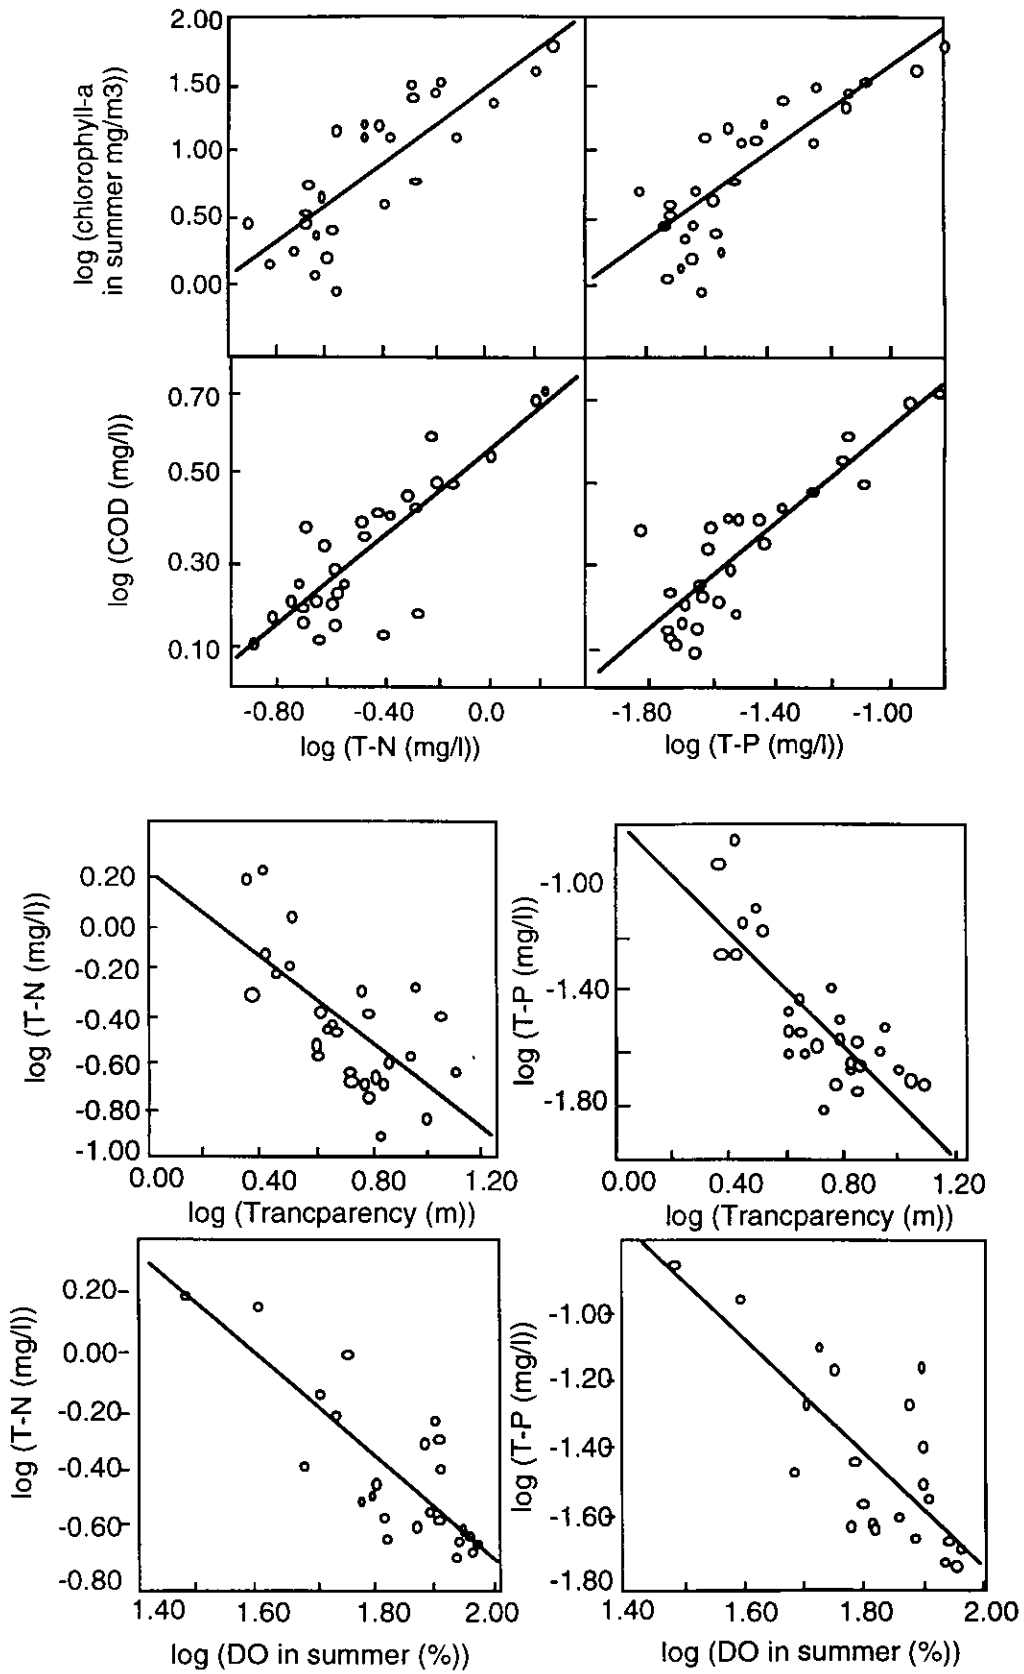 2.00
1.50
1.00
0.50
0.00
log (chlorophyll-a
in summer mg/m3))
0.70
0.50
0.30
0.10
log (COD (mg/l))
-0.80 -0.40 0.0
log (T-N (mg/l))
-1.80 -1.40 -1.00
log (T-P (mg/l))
0.20
0.00
-0.20
-0.40
-0.60
-0.80
-1.00
log (T-N (mg/l))
0.00 0.40 0.80 1.20
log (Trancparency (m))
-1.00
-1.40
-1.80
log (T-P (mg/l))
0.00 0.40 0.80 1.20
log (Trancparency (m))
0.20
0.00
-0.20
-0.40
-0.60
-0.80
log (T-N (mg/l))
1.40 1.60 1.80 2.00
log (DO in summer (%))
-1.00
-1.20
-1.40
-1.60
-1.80
log (T-P (mg/l))
1.40 1.60 1.80 2.00
log (DO in summer (%))